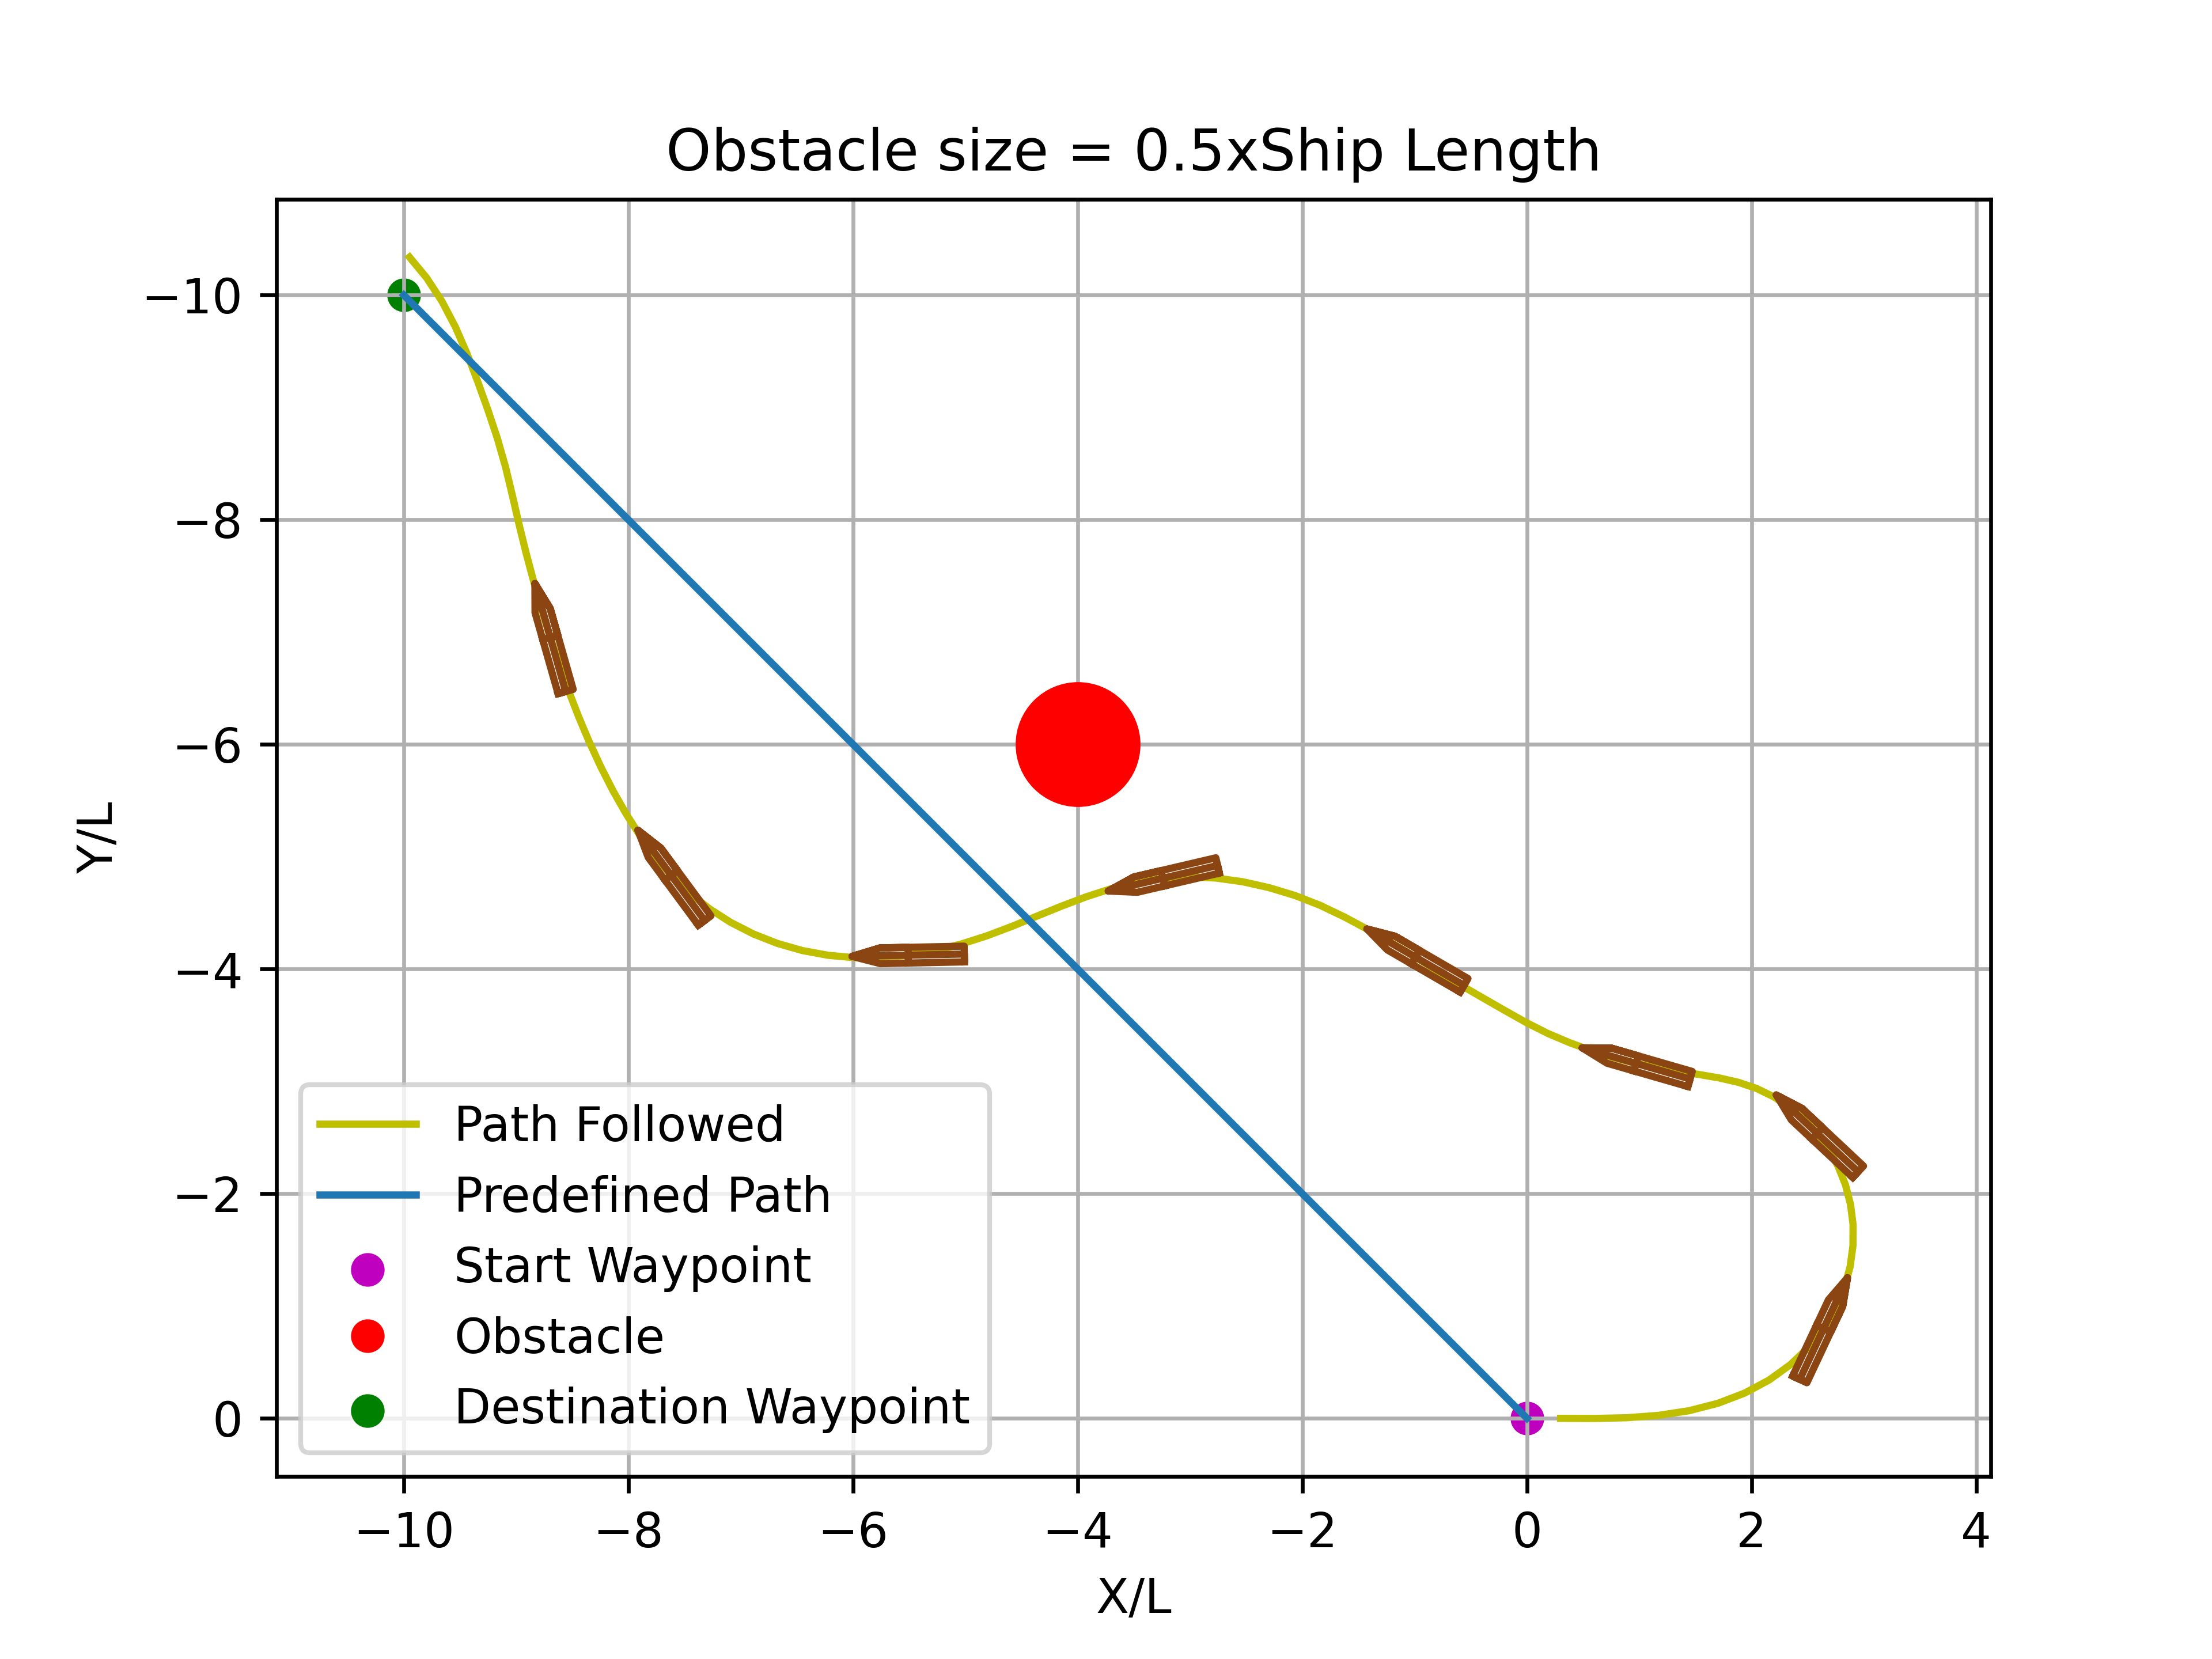 Obstacle size = 0.5xShip Length
−10
−8
−6
−4
−2
0
Y/L
Path Followed
Predefined Path
Start Waypoint
Obstacle
Destination Waypoint
−10 −8 −6 −4 −2 0 2 4
X/L